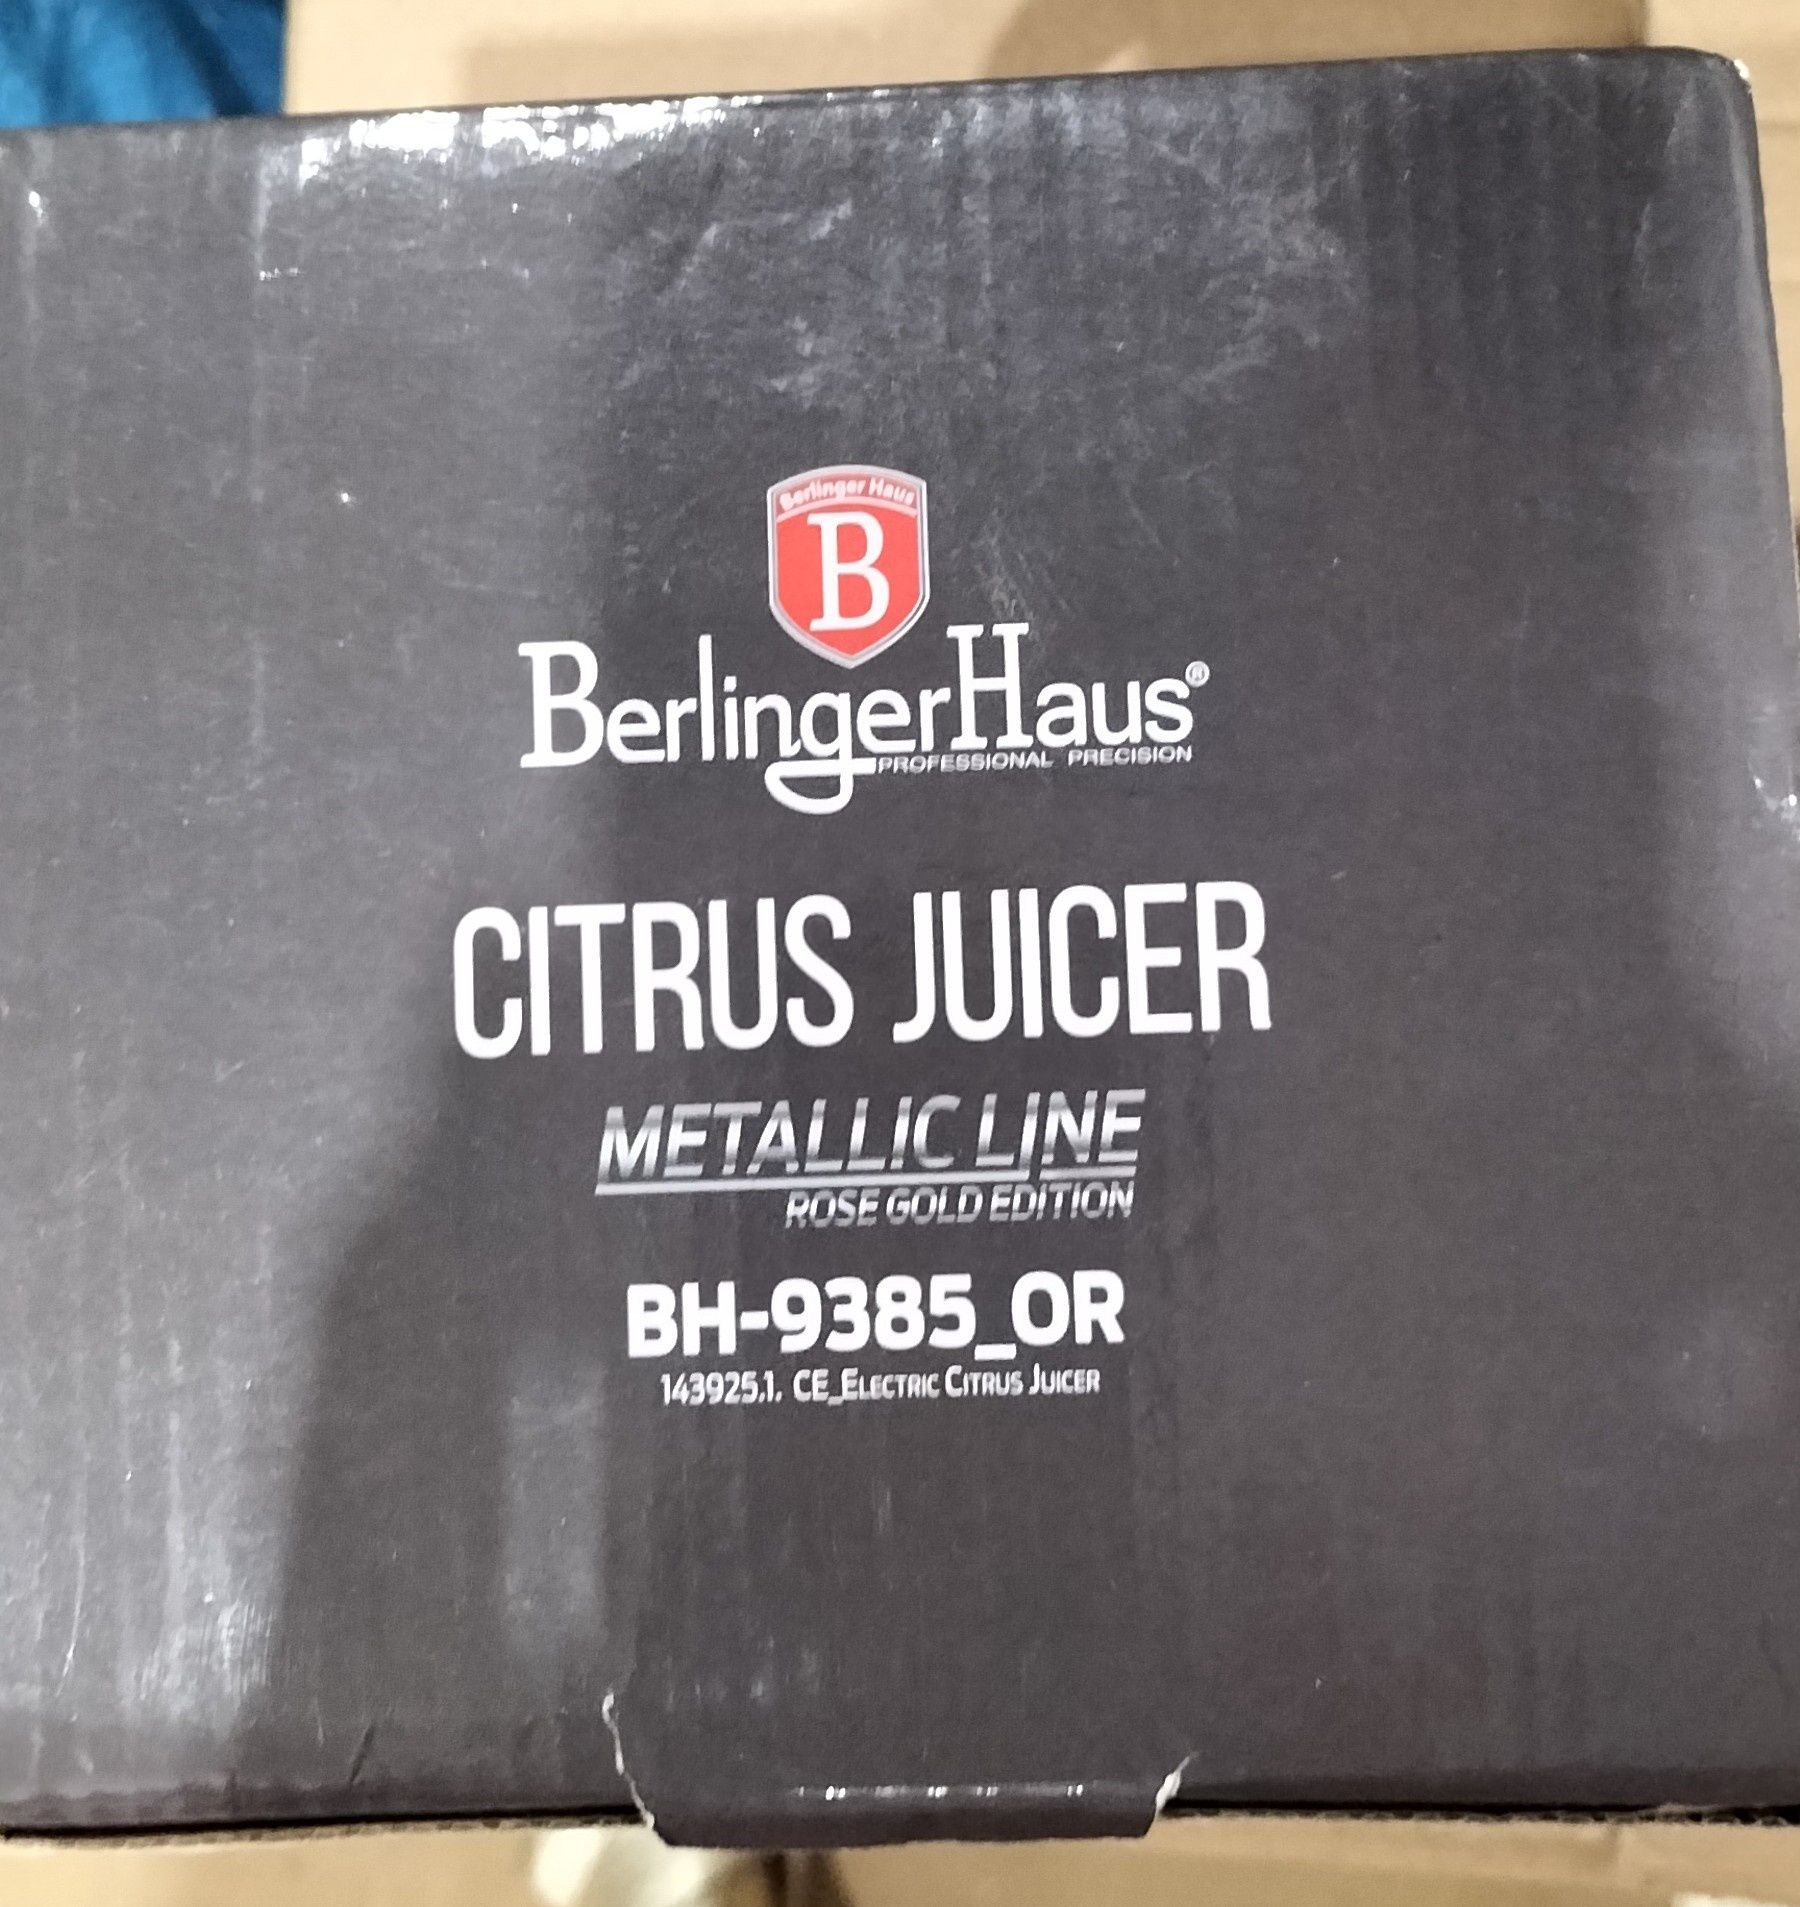 Berlinger Haus
B
BerlingerHaus®
PROFESSIONAL PRECISION
CITRUS JUICER
METALLIC LINE
ROSE GOLD EDITION
BH-9385_OR
143925.1. CE_Electric Citrus Juicer